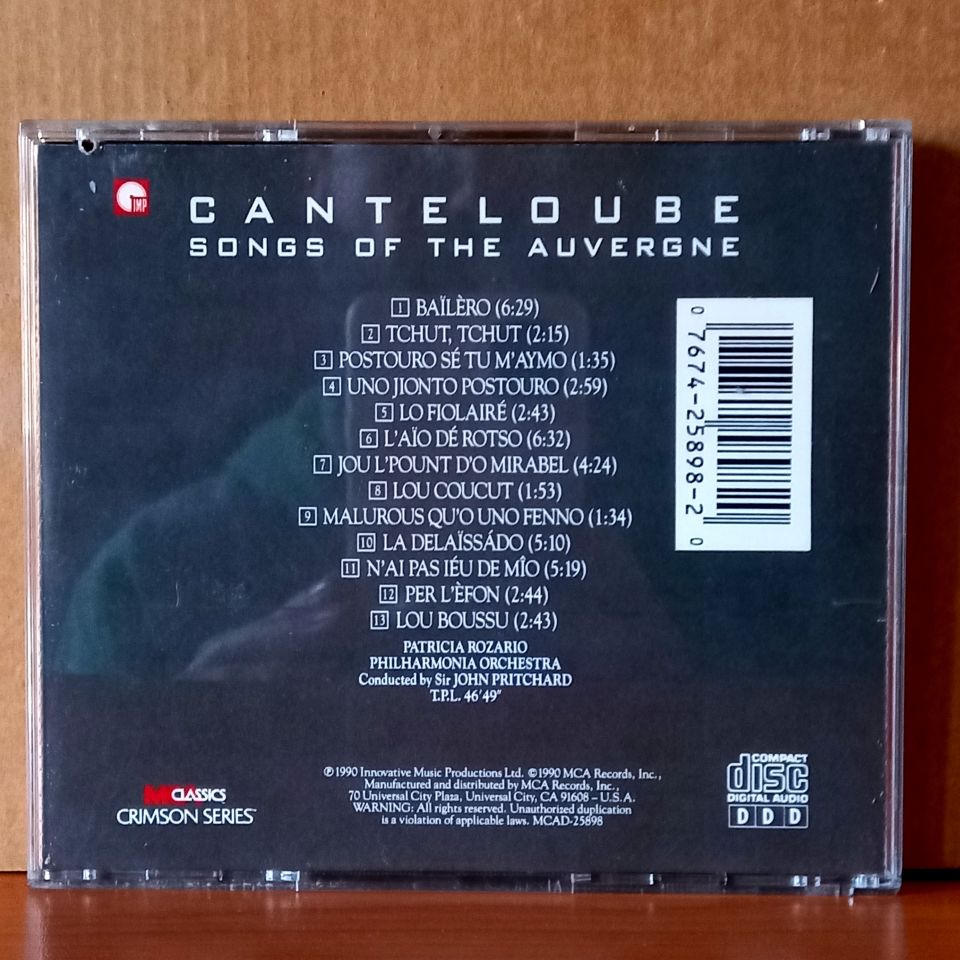 IMP
CANTELOUBE
SONGS OF THE AUVERGNE
1 BAÏLÈRO (6:29)
2 TCHUT, TCHUT (2:15)
3 POSTOURO SÉ TU M'AYMO (1:35)
4 UNO JIONTO POSTOURO (2:59)
5 LO FIOLAIRÉ (2:43)
6 L'AÏO DÉ ROTSO (6:32)
7 JOU L'POUNT D'O MIRABEL (4:24)
8 LOU COUCUT (1:53)
9 MALUROUS QU'O UNO FENNO (1:34)
10 LA DELAÏSSÁDO (5:10)
11 N'AI PAS IÉU DE MÎO (5:19)
12 PER L'ÈFON (2:44)
13 LOU BOUSSU (2:43)
PATRICIA ROZARIO
PHILHARMONIA ORCHESTRA
Conducted by Sir JOHN PRITCHARD
T.P.L. 46'49"
0 7674-25898-2 0
MCA CLASSICS
CRIMSON SERIES™
℗1990 Innovative Music Productions Ltd. ©1990 MCA Records, Inc.,
Manufactured and distributed by MCA Records, Inc.,
70 Universal City Plaza, Universal City, CA 91608 – U.S.A.
WARNING: All rights reserved. Unauthorized duplication
is a violation of applicable laws. MCAD-25898
COMPACT
disc
DIGITAL AUDIO
D D D